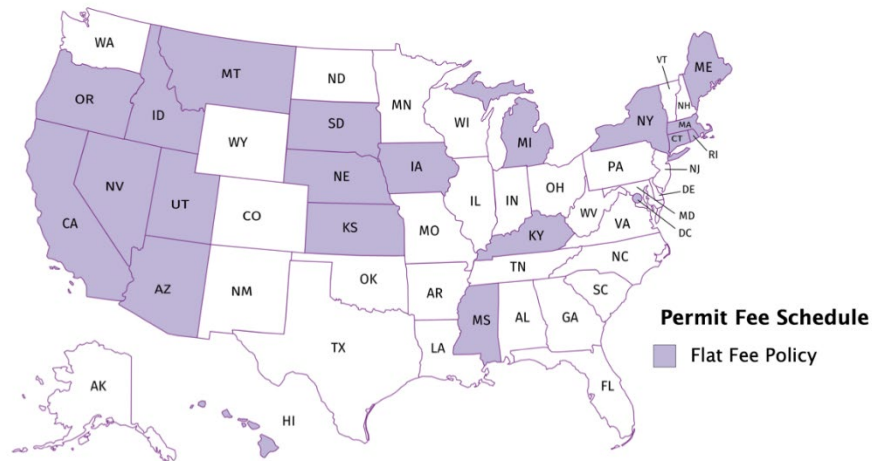 WA
MT
ND
MN
VT
ME
OR
ID
SD
WI
MI
NY
NH
MA
CT
RI
WY
IA
NE
PA
NJ
NV
UT
CO
IL
IN
OH
DE
MD
DC
CA
KS
MO
WV
VA
KY
AZ
NM
OK
AR
TN
NC
SC
MS
AL
GA
TX
LA
FL
AK
HI
Permit Fee Schedule
Flat Fee Policy